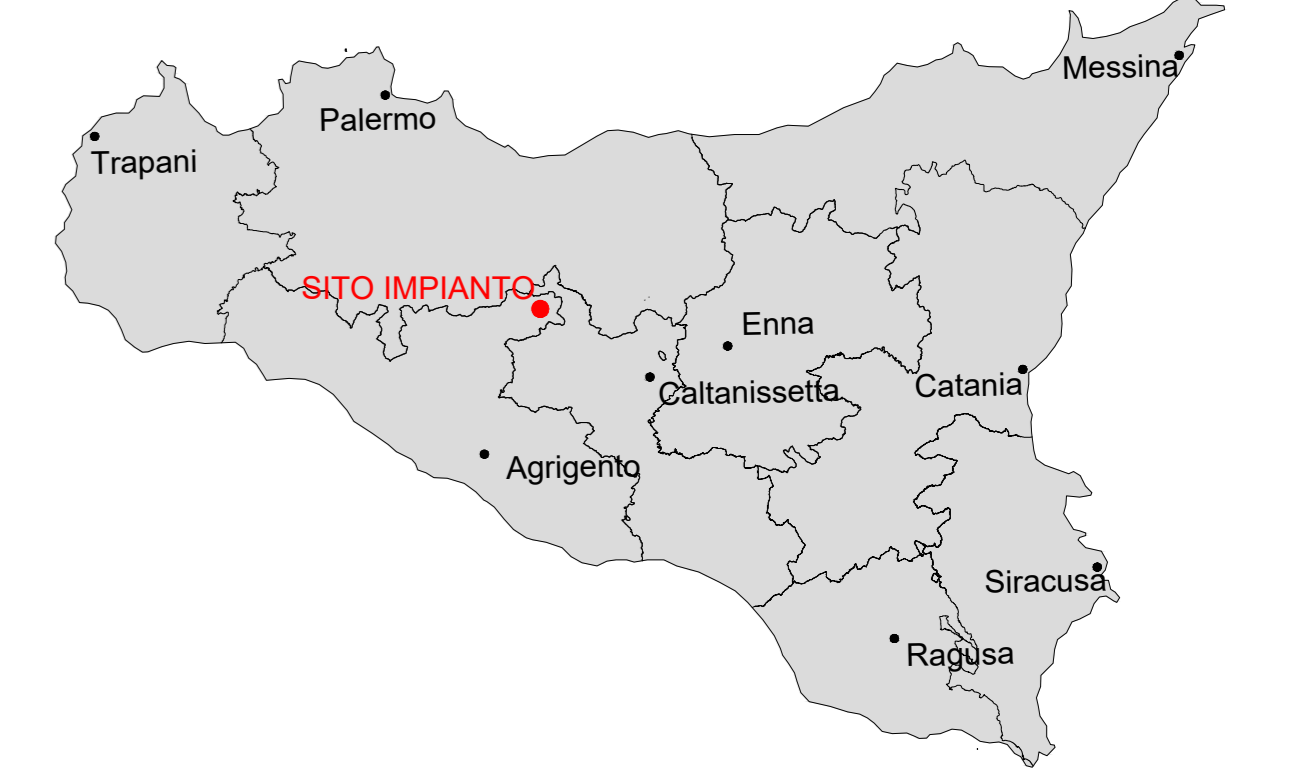 Messina
Palermo
Trapani
SITO IMPIANTO
Enna
Caltanissetta
Catania
Agrigento
Siracusa
Ragusa